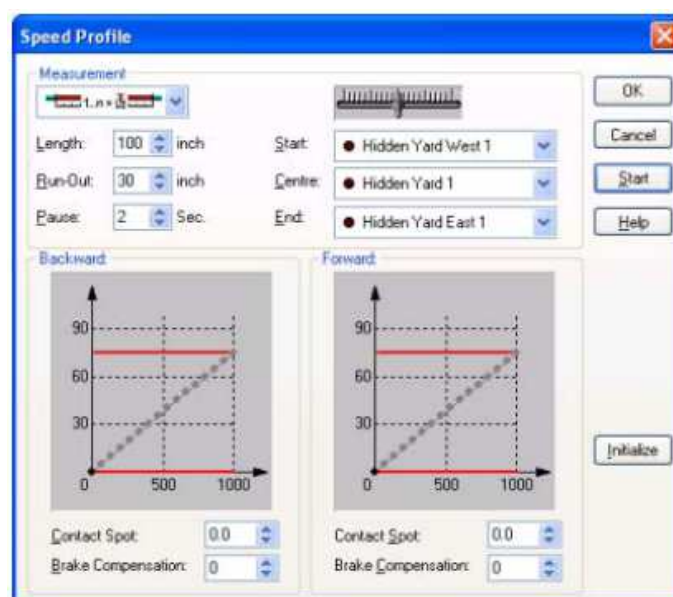 Speed Profile
Measurement
1..n x
OK
Length: 100 inch
Start: Hidden Yard West 1
Cancel
Run-Out: 30 inch
Centre: Hidden Yard 1
Start
Pause: 2 Sec.
End: Hidden Yard East 1
Help
Backward
Forward
90
60
30
0 500 1000
90
60
30
0 500 1000
Initialize
Contact Spot: 0.0
Contact Spot: 0.0
Brake Compensation: 0
Brake Compensation: 0